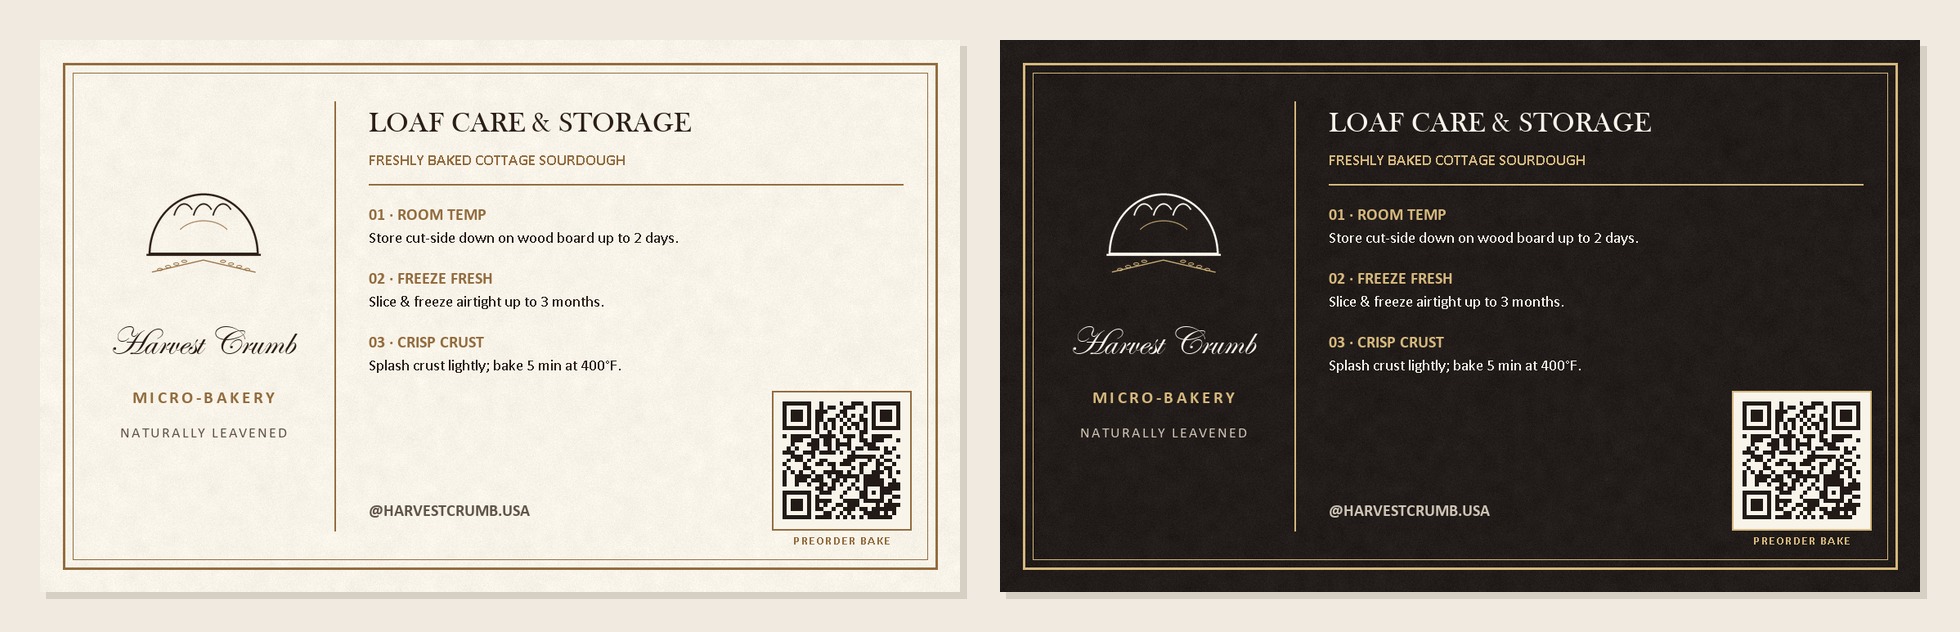 Harvest Crumb
MICRO-BAKERY
NATURALLY LEAVENED
LOAF CARE & STORAGE
FRESHLY BAKED COTTAGE SOURDOUGH
01 · ROOM TEMP
Store cut-side down on wood board up to 2 days.
02 · FREEZE FRESH
Slice & freeze airtight up to 3 months.
03 · CRISP CRUST
Splash crust lightly; bake 5 min at 400°F.
@HARVESTCRUMB.USA
PREORDER BAKE
Harvest Crumb
MICRO-BAKERY
NATURALLY LEAVENED
LOAF CARE & STORAGE
FRESHLY BAKED COTTAGE SOURDOUGH
01 · ROOM TEMP
Store cut-side down on wood board up to 2 days.
02 · FREEZE FRESH
Slice & freeze airtight up to 3 months.
03 · CRISP CRUST
Splash crust lightly; bake 5 min at 400°F.
@HARVESTCRUMB.USA
PREORDER BAKE